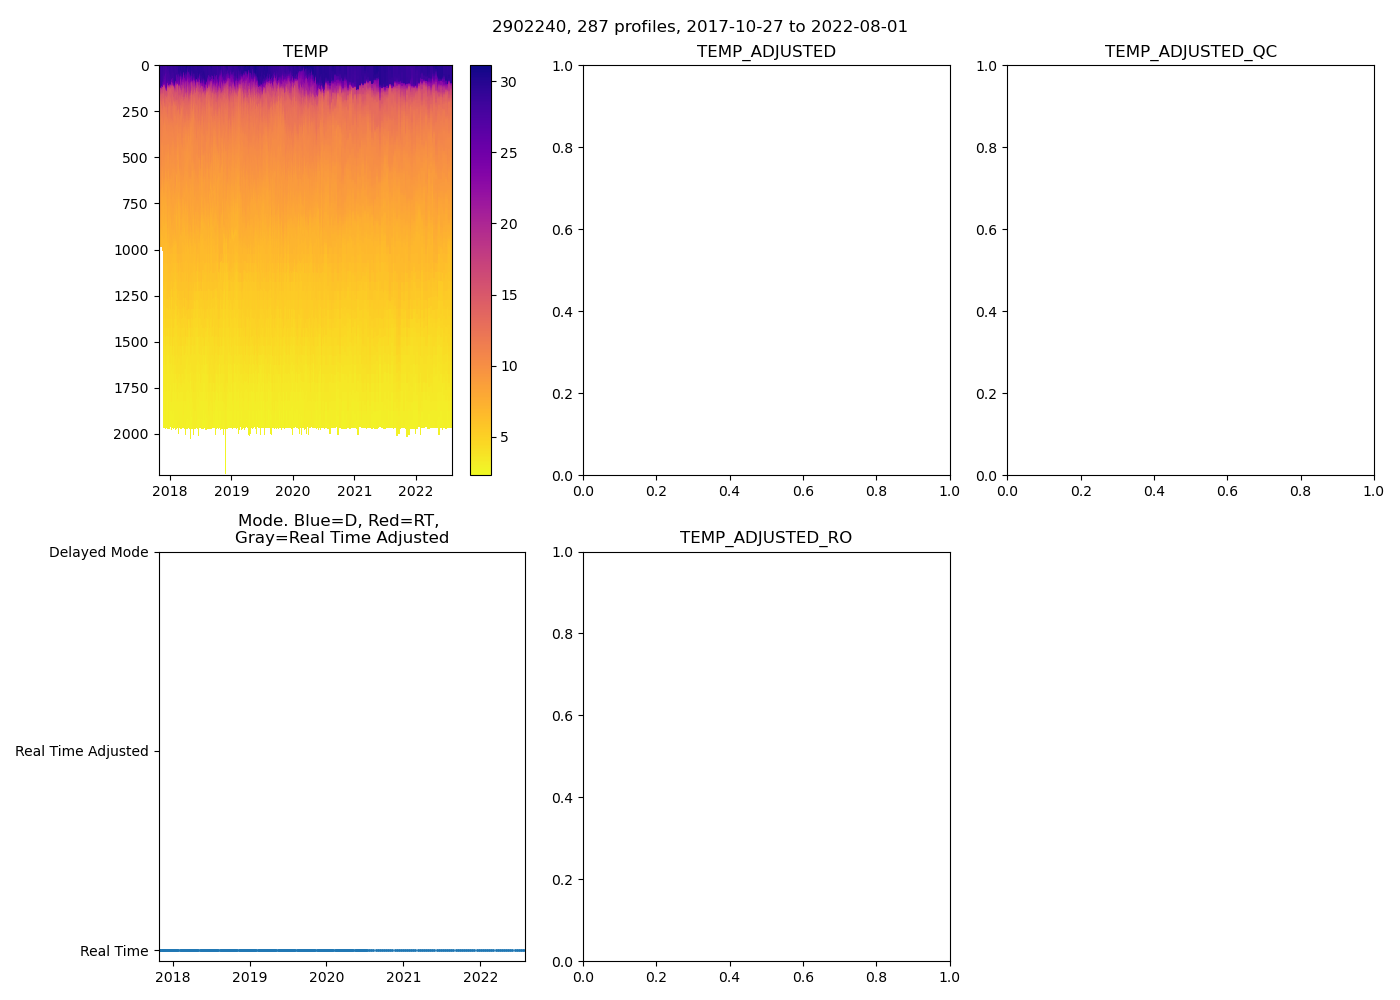 2902240, 287 profiles, 2017-10-27 to 2022-08-01
TEMP
0
250
500
750
1000
1250
1500
1750
2000
2018 2019 2020 2021 2022
30
25
20
15
10
5
TEMP_ADJUSTED
1.0
0.8
0.6
0.4
0.2
0.0
0.0 0.2 0.4 0.6 0.8 1.0
TEMP_ADJUSTED_QC
1.0
0.8
0.6
0.4
0.2
0.0
0.0 0.2 0.4 0.6 0.8 1.0
Mode. Blue=D, Red=RT,
Gray=Real Time Adjusted
Delayed Mode
Real Time Adjusted
Real Time
2018 2019 2020 2021 2022
TEMP_ADJUSTED_RO
1.0
0.8
0.6
0.4
0.2
0.0
0.0 0.2 0.4 0.6 0.8 1.0